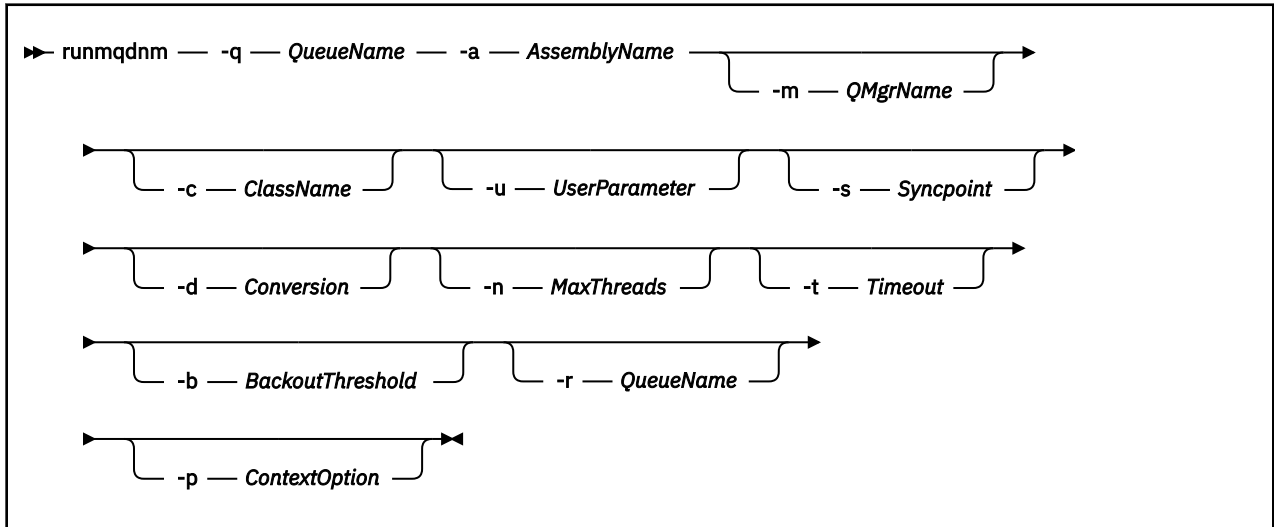 runmqdnm -q QueueName -a AssemblyName
-m QMgrName
-c ClassName -u UserParameter -s Syncpoint
-d Conversion -n MaxThreads -t Timeout
-b BackoutThreshold -r QueueName
-p ContextOption